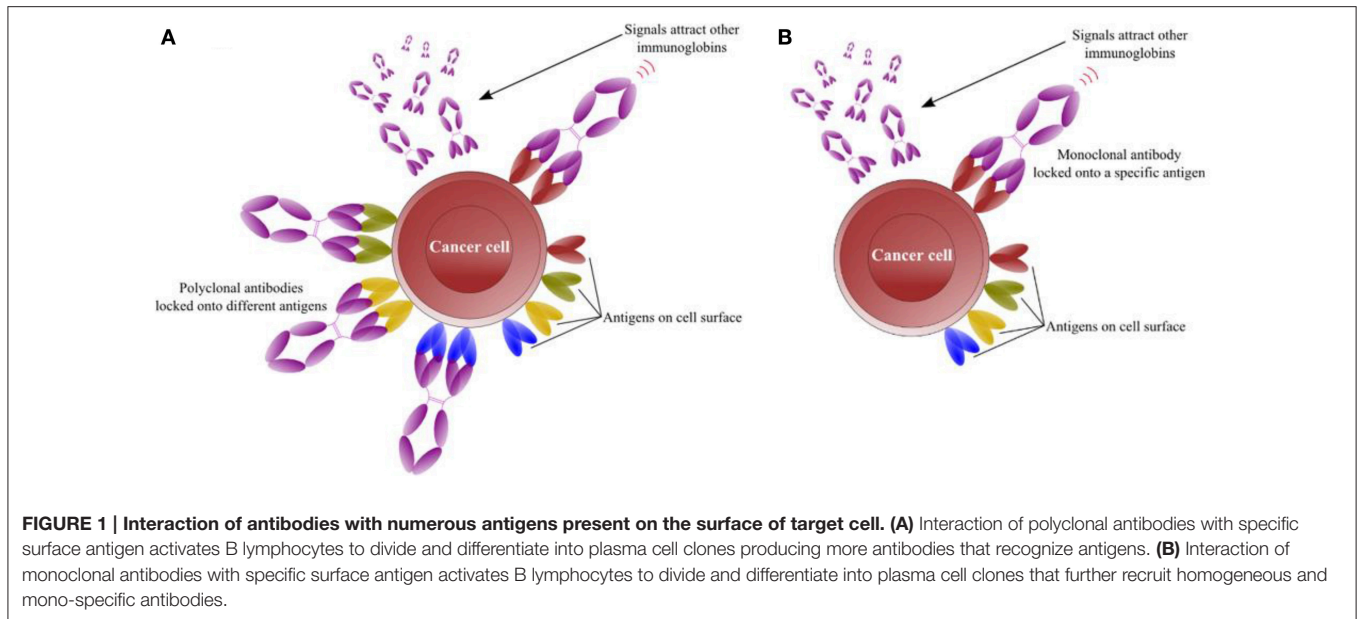 A
Signals attract other
immunoglobins
Cancer cell
Polyclonal antibodies
locked onto different antigens
Antigens on cell surface
B
Signals attract other
immunoglobins
Monoclonal antibody
locked onto a specific antigen
Cancer cell
Antigens on cell surface
FIGURE 1 | Interaction of antibodies with numerous antigens present on the surface of target cell. (A) Interaction of polyclonal antibodies with specific
surface antigen activates B lymphocytes to divide and differentiate into plasma cell clones producing more antibodies that recognize antigens. (B) Interaction of
monoclonal antibodies with specific surface antigen activates B lymphocytes to divide and differentiate into plasma cell clones that further recruit homogeneous and
mono-specific antibodies.